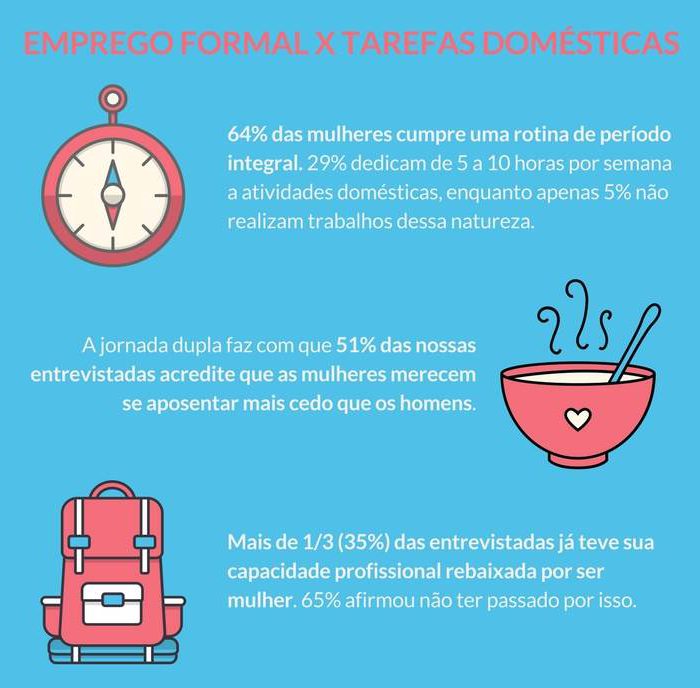 EMPREGO FORMAL X TAREFAS DOMÉSTICAS
64% das mulheres cumpre uma rotina de período
integral. 29% dedicam de 5 a 10 horas por semana
a atividades domésticas, enquanto apenas 5% não
realizam trabalhos dessa natureza.
A jornada dupla faz com que 51% das nossas
entrevistadas acredite que as mulheres merecem
se aposentar mais cedo que os homens.
Mais de 1/3 (35%) das entrevistadas já teve sua
capacidade profissional rebaixada por ser
mulher. 65% afirmou não ter passado por isso.